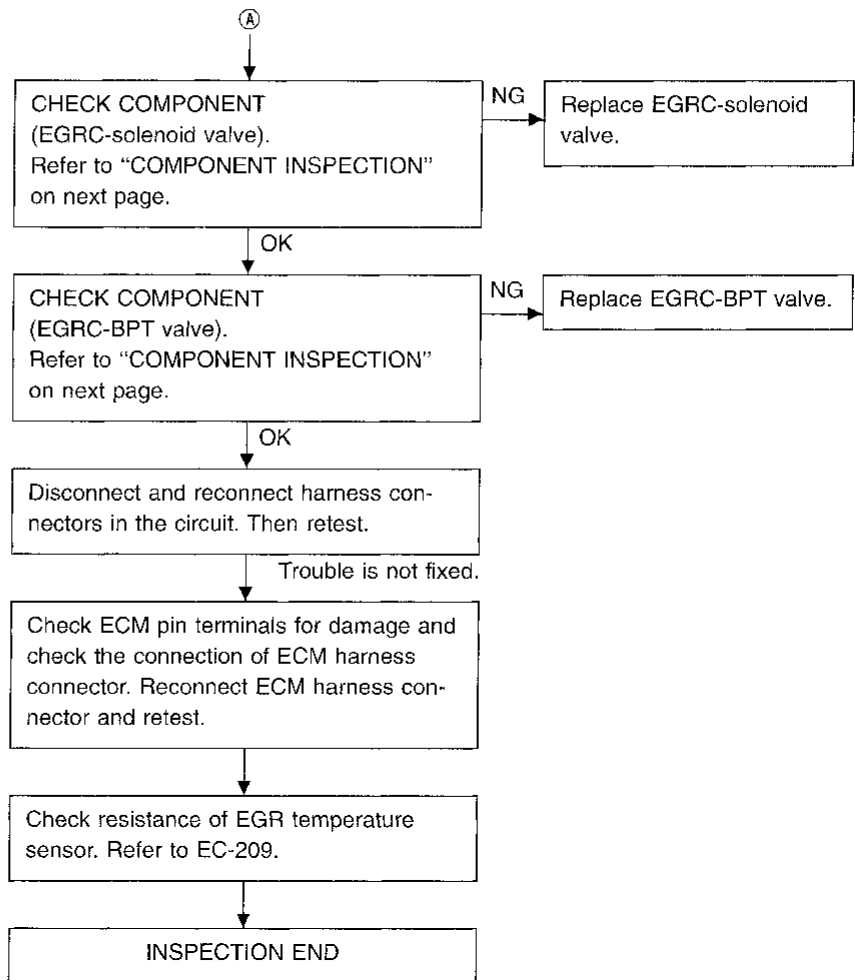 Ⓐ
CHECK COMPONENT
(EGRC-solenoid valve).
Refer to “COMPONENT INSPECTION”
on next page.
NG
Replace EGRC-solenoid
valve.
OK
CHECK COMPONENT
(EGRC-BPT valve).
Refer to “COMPONENT INSPECTION”
on next page.
NG
Replace EGRC-BPT valve.
OK
Disconnect and reconnect harness con-
nectors in the circuit. Then retest.
Trouble is not fixed.
Check ECM pin terminals for damage and
check the connection of ECM harness
connector. Reconnect ECM harness con-
nector and retest.
Check resistance of EGR temperature
sensor. Refer to EC-209.
INSPECTION END